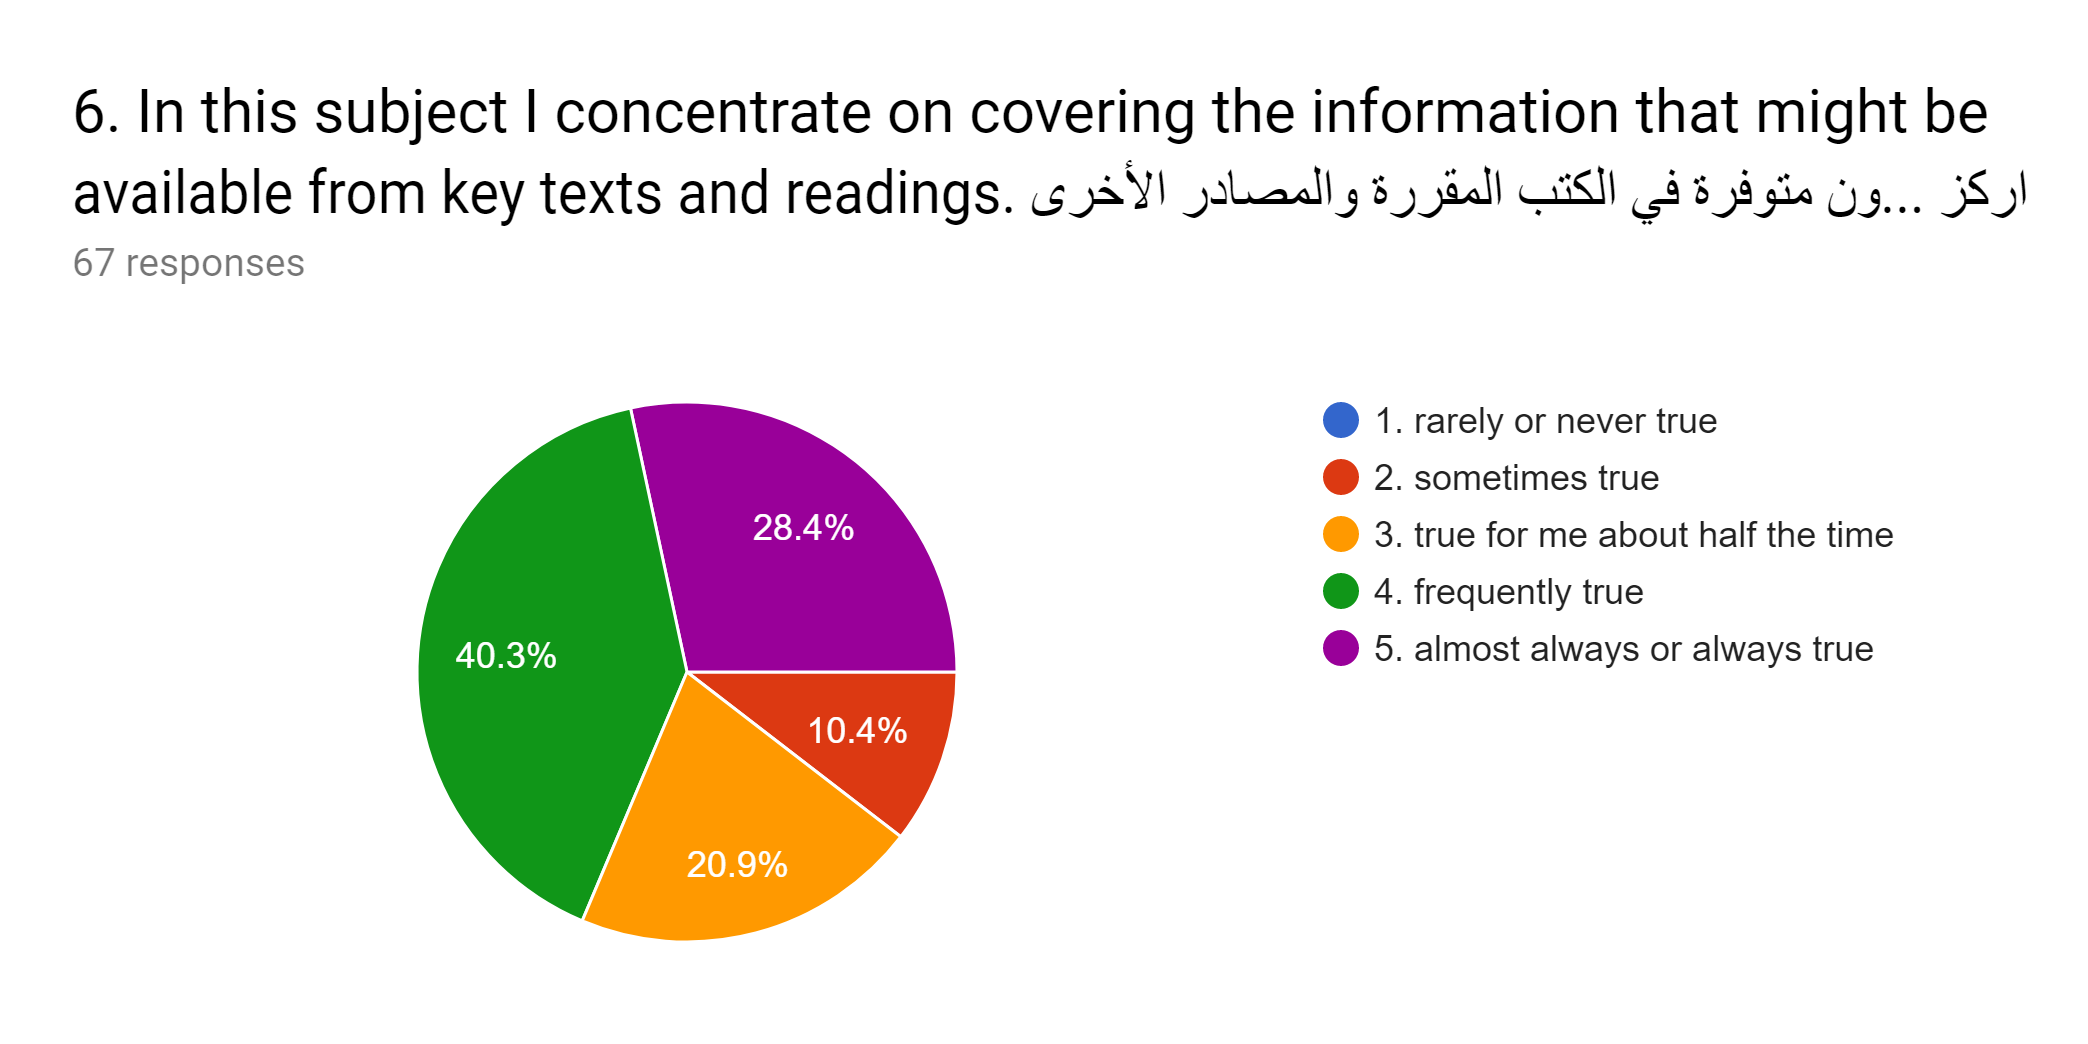 6. In this subject I concentrate on covering the information that might be
available from key texts and readings. اركز ...ون متوفرة في الكتب المقررة والمصادر الأخرى
67 responses
28.4%
40.3%
10.4%
20.9%
1. rarely or never true
2. sometimes true
3. true for me about half the time
4. frequently true
5. almost always or always true